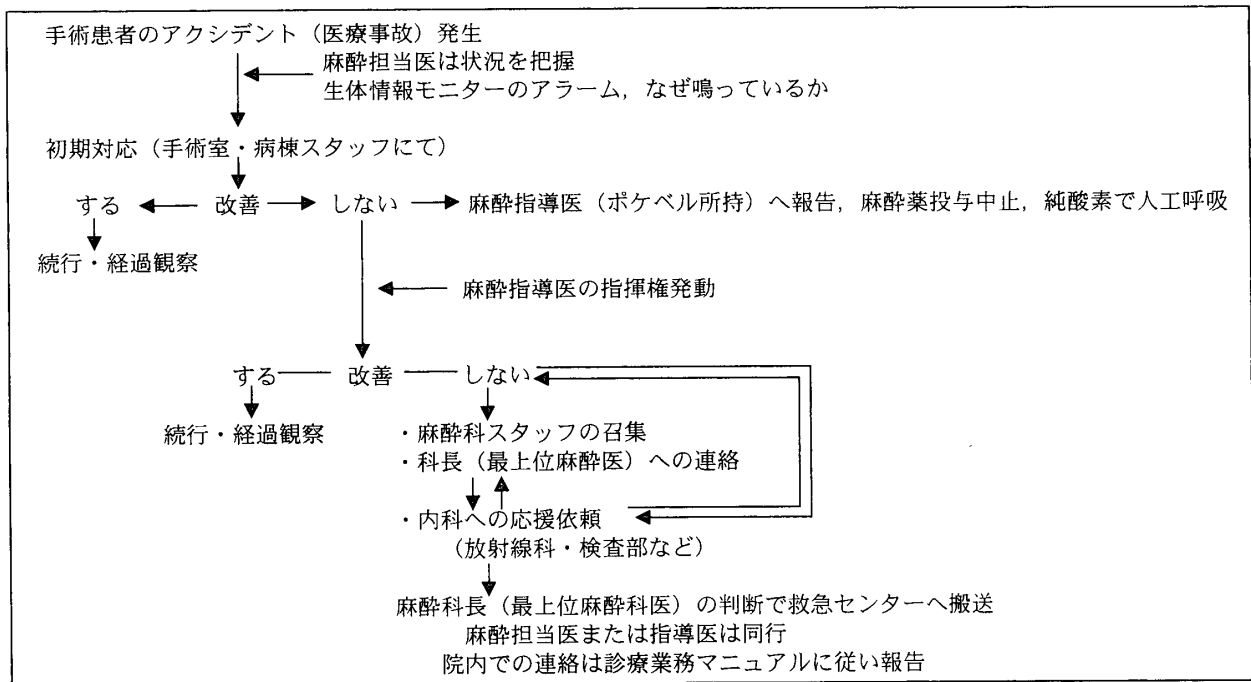 手術患者のアクシデント（医療事故）発生
麻酔担当医は状況を把握
生体情報モニターのアラーム，なぜ鳴っているか
初期対応（手術室・病棟スタッフにて）
する 改善 しない 麻酔指導医（ポケベル所持）へ報告，麻酔薬投与中止，純酸素で人工呼吸
続行・経過観察
麻酔指導医の指揮権発動
する 改善 しない
続行・経過観察
・麻酔科スタッフの召集
・科長（最上位麻酔医）への連絡
・内科への応援依頼
（放射線科・検査部など）
麻酔科長（最上位麻酔科医）の判断で救急センターへ搬送
麻酔担当医または指導医は同行
院内での連絡は診療業務マニュアルに従い報告